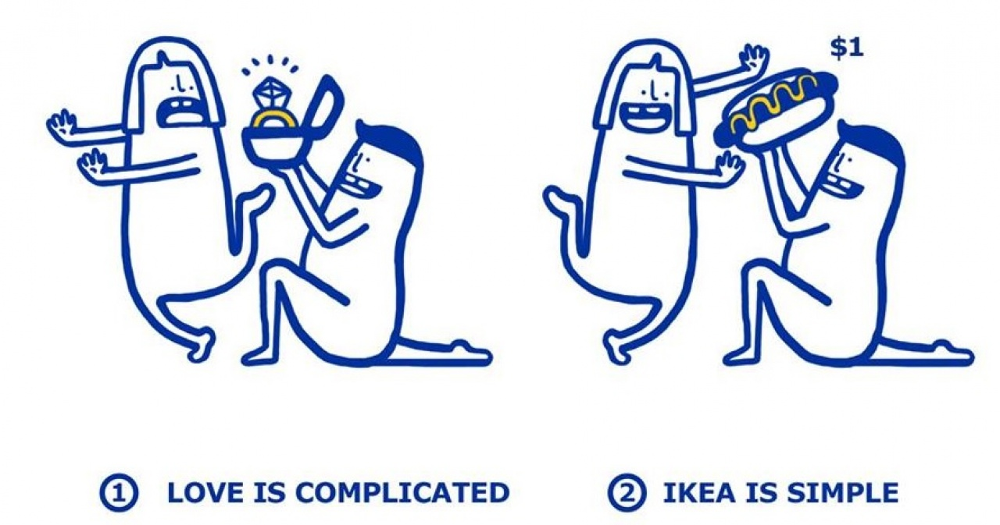 $1
① LOVE IS COMPLICATED
② IKEA IS SIMPLE